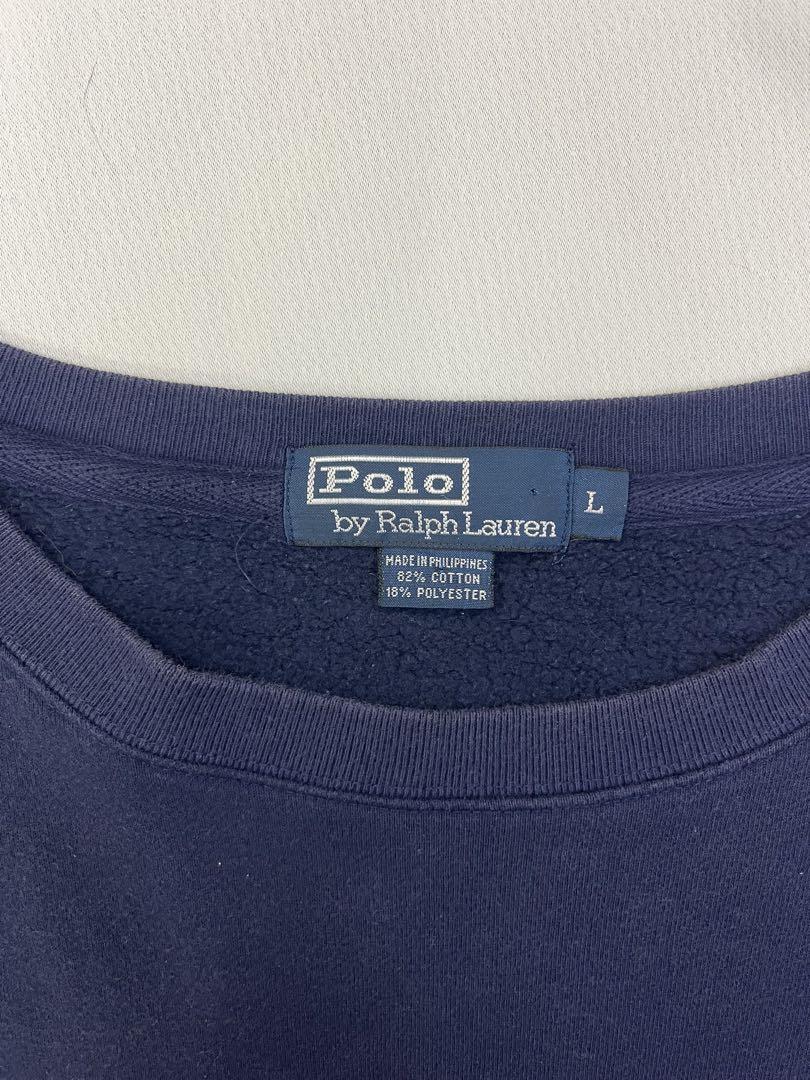 Polo
by Ralph Lauren
L
MADE IN PHILIPPINES
82% COTTON
18% POLYESTER